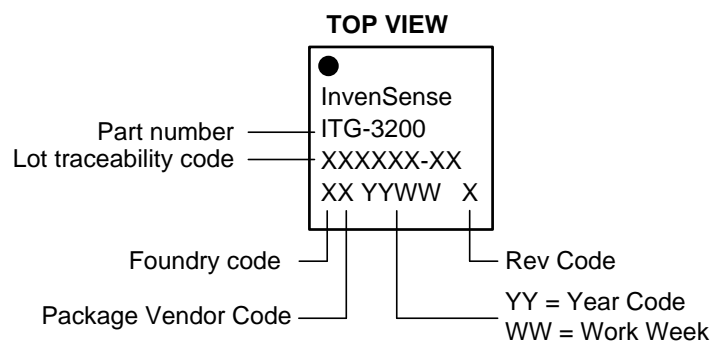 TOP VIEW
InvenSense
ITG-3200
XXXXXX-XX
XX YYWW X
Part number
Lot traceability code
Foundry code
Package Vendor Code
Rev Code
YY = Year Code
WW = Work Week